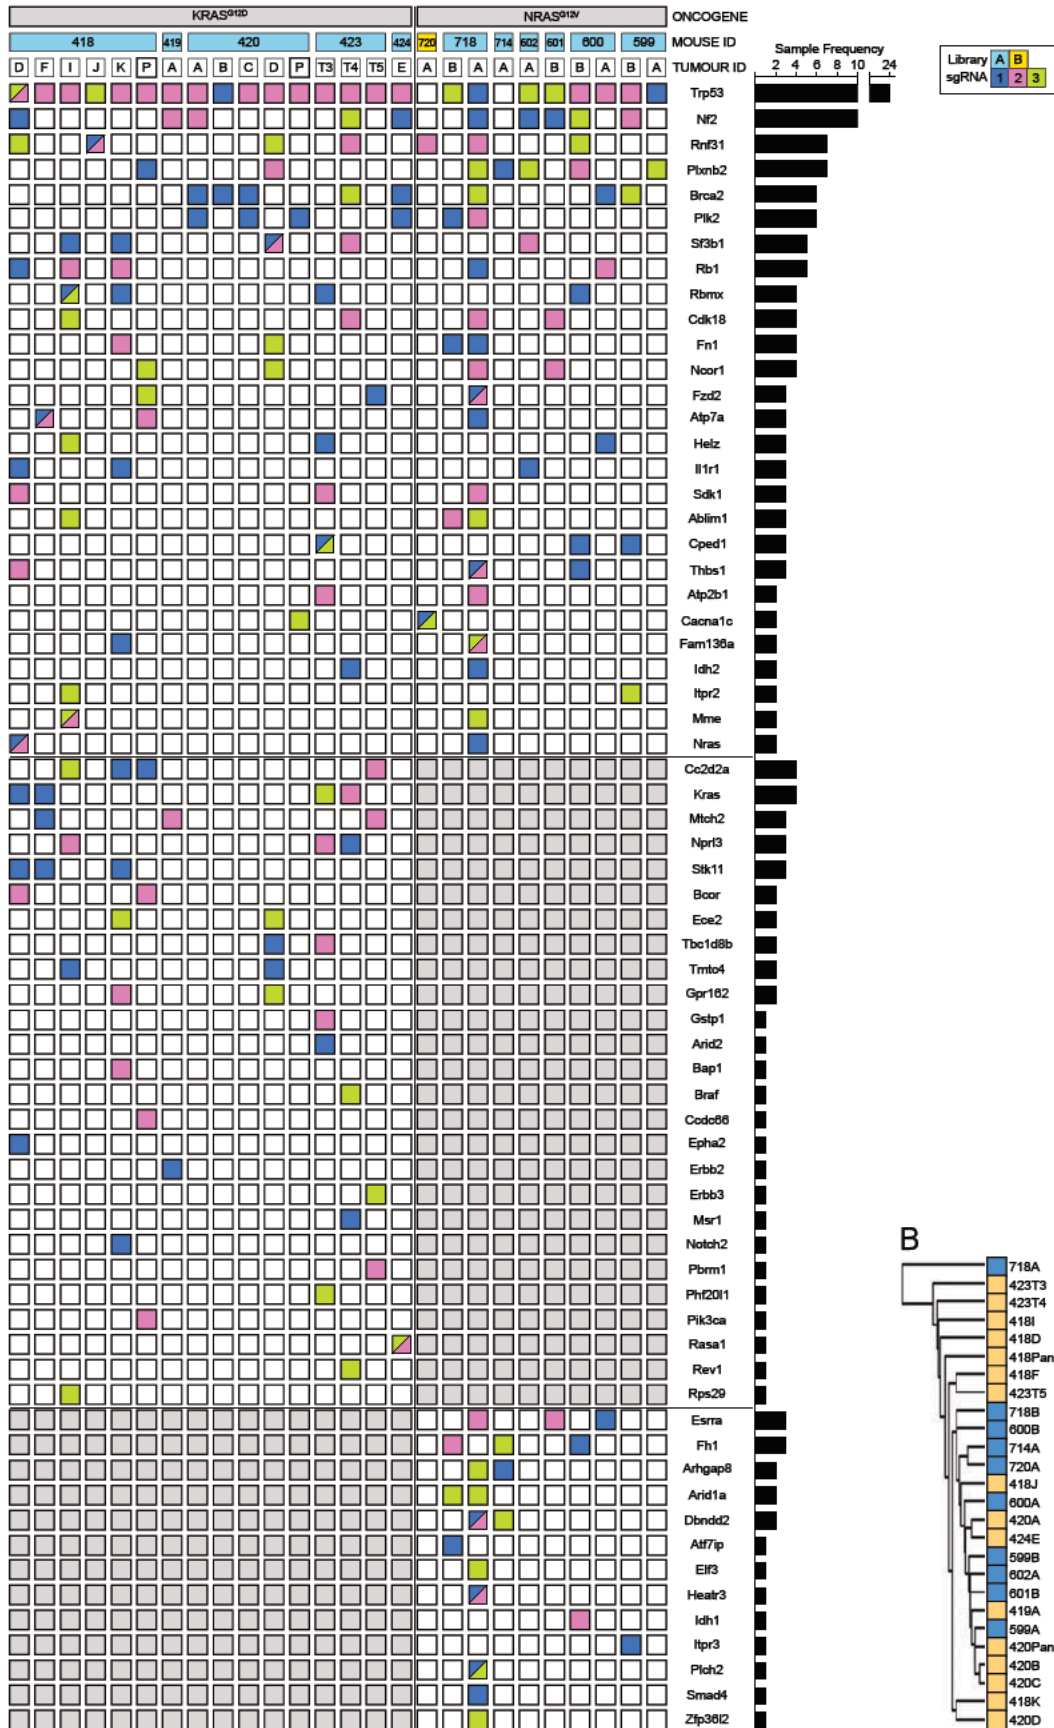 KRASG12D NRASG12V ONCOGENE
418 419 420 423 424 720 718 714 602 601 600 599 MOUSE ID
D F I J K P A A B C D P T3 T4 T5 E A B A A A B B A B A TUMOUR ID
Sample Frequency
2 4 6 8 10 24
Library A B
sgRNA 1 2 3
Trp53
Nf2
Rnf31
Plxnb2
Brca2
Plk2
Sf3b1
Rb1
Rbmx
Cdk18
Fn1
Ncor1
Fzd2
Atp7a
Helz
Il1r1
Sdk1
Ablim1
Cped1
Thbs1
Atp2b1
Cacna1c
Fam136a
Idh2
Itpr2
Mme
Nras
Cc2d2a
Kras
Mtch2
Nprl3
Stk11
Bcor
Ece2
Tbc1d8b
Tmtc4
Gpr162
Gstp1
Arid2
Bap1
Braf
Ccdc66
Epha2
Erbb2
Erbb3
Msr1
Notch2
Pbrm1
Phf20l1
Pik3ca
Rasa1
Rev1
Rps29
Esrra
Fh1
Arhgap8
Arid1a
Dbndd2
Atf7ip
Elf3
Heatr3
Idh1
Itpr3
Plch2
Smad4
Zfp36l2
B
718A
423T3
423T4
418I
418D
418Pan
418F
423T5
718B
600B
714A
720A
418J
600A
420A
424E
599B
602A
601B
419A
599A
420Pan
420B
420C
418K
420D